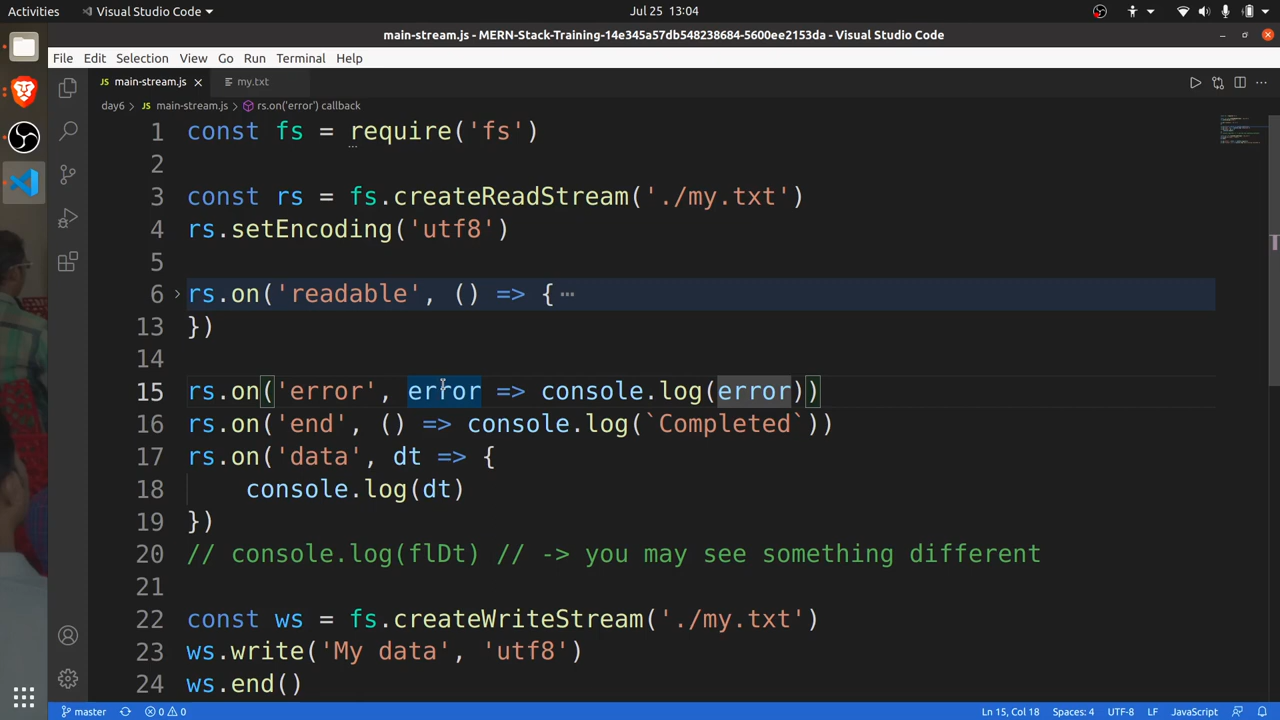 Activities
Visual Studio Code
Jul 25 13:04
main-stream.js - MERN-Stack-Training-14e345a57db548238684-5600ee2153da - Visual Studio Code
File Edit Selection View Go Run Terminal Help
main-stream.js
my.txt
day6 > JS main-stream.js > rs.on('error') callback
1 const fs = require('fs')
2
3 const rs = fs.createReadStream('./my.txt')
4 rs.setEncoding('utf8')
5
6 rs.on('readable', () => { ⋯
13 })
14
15 rs.on('error', error => console.log(error))
16 rs.on('end', () => console.log(`Completed`))
17 rs.on('data', dt => {
18 console.log(dt)
19 })
20 // console.log(flDt) // -> you may see something different
21
22 const ws = fs.createWriteStream('./my.txt')
23 ws.write('My data', 'utf8')
24 ws.end()
master 0 0 Ln 15, Col 18 Spaces: 4 UTF-8 LF JavaScript